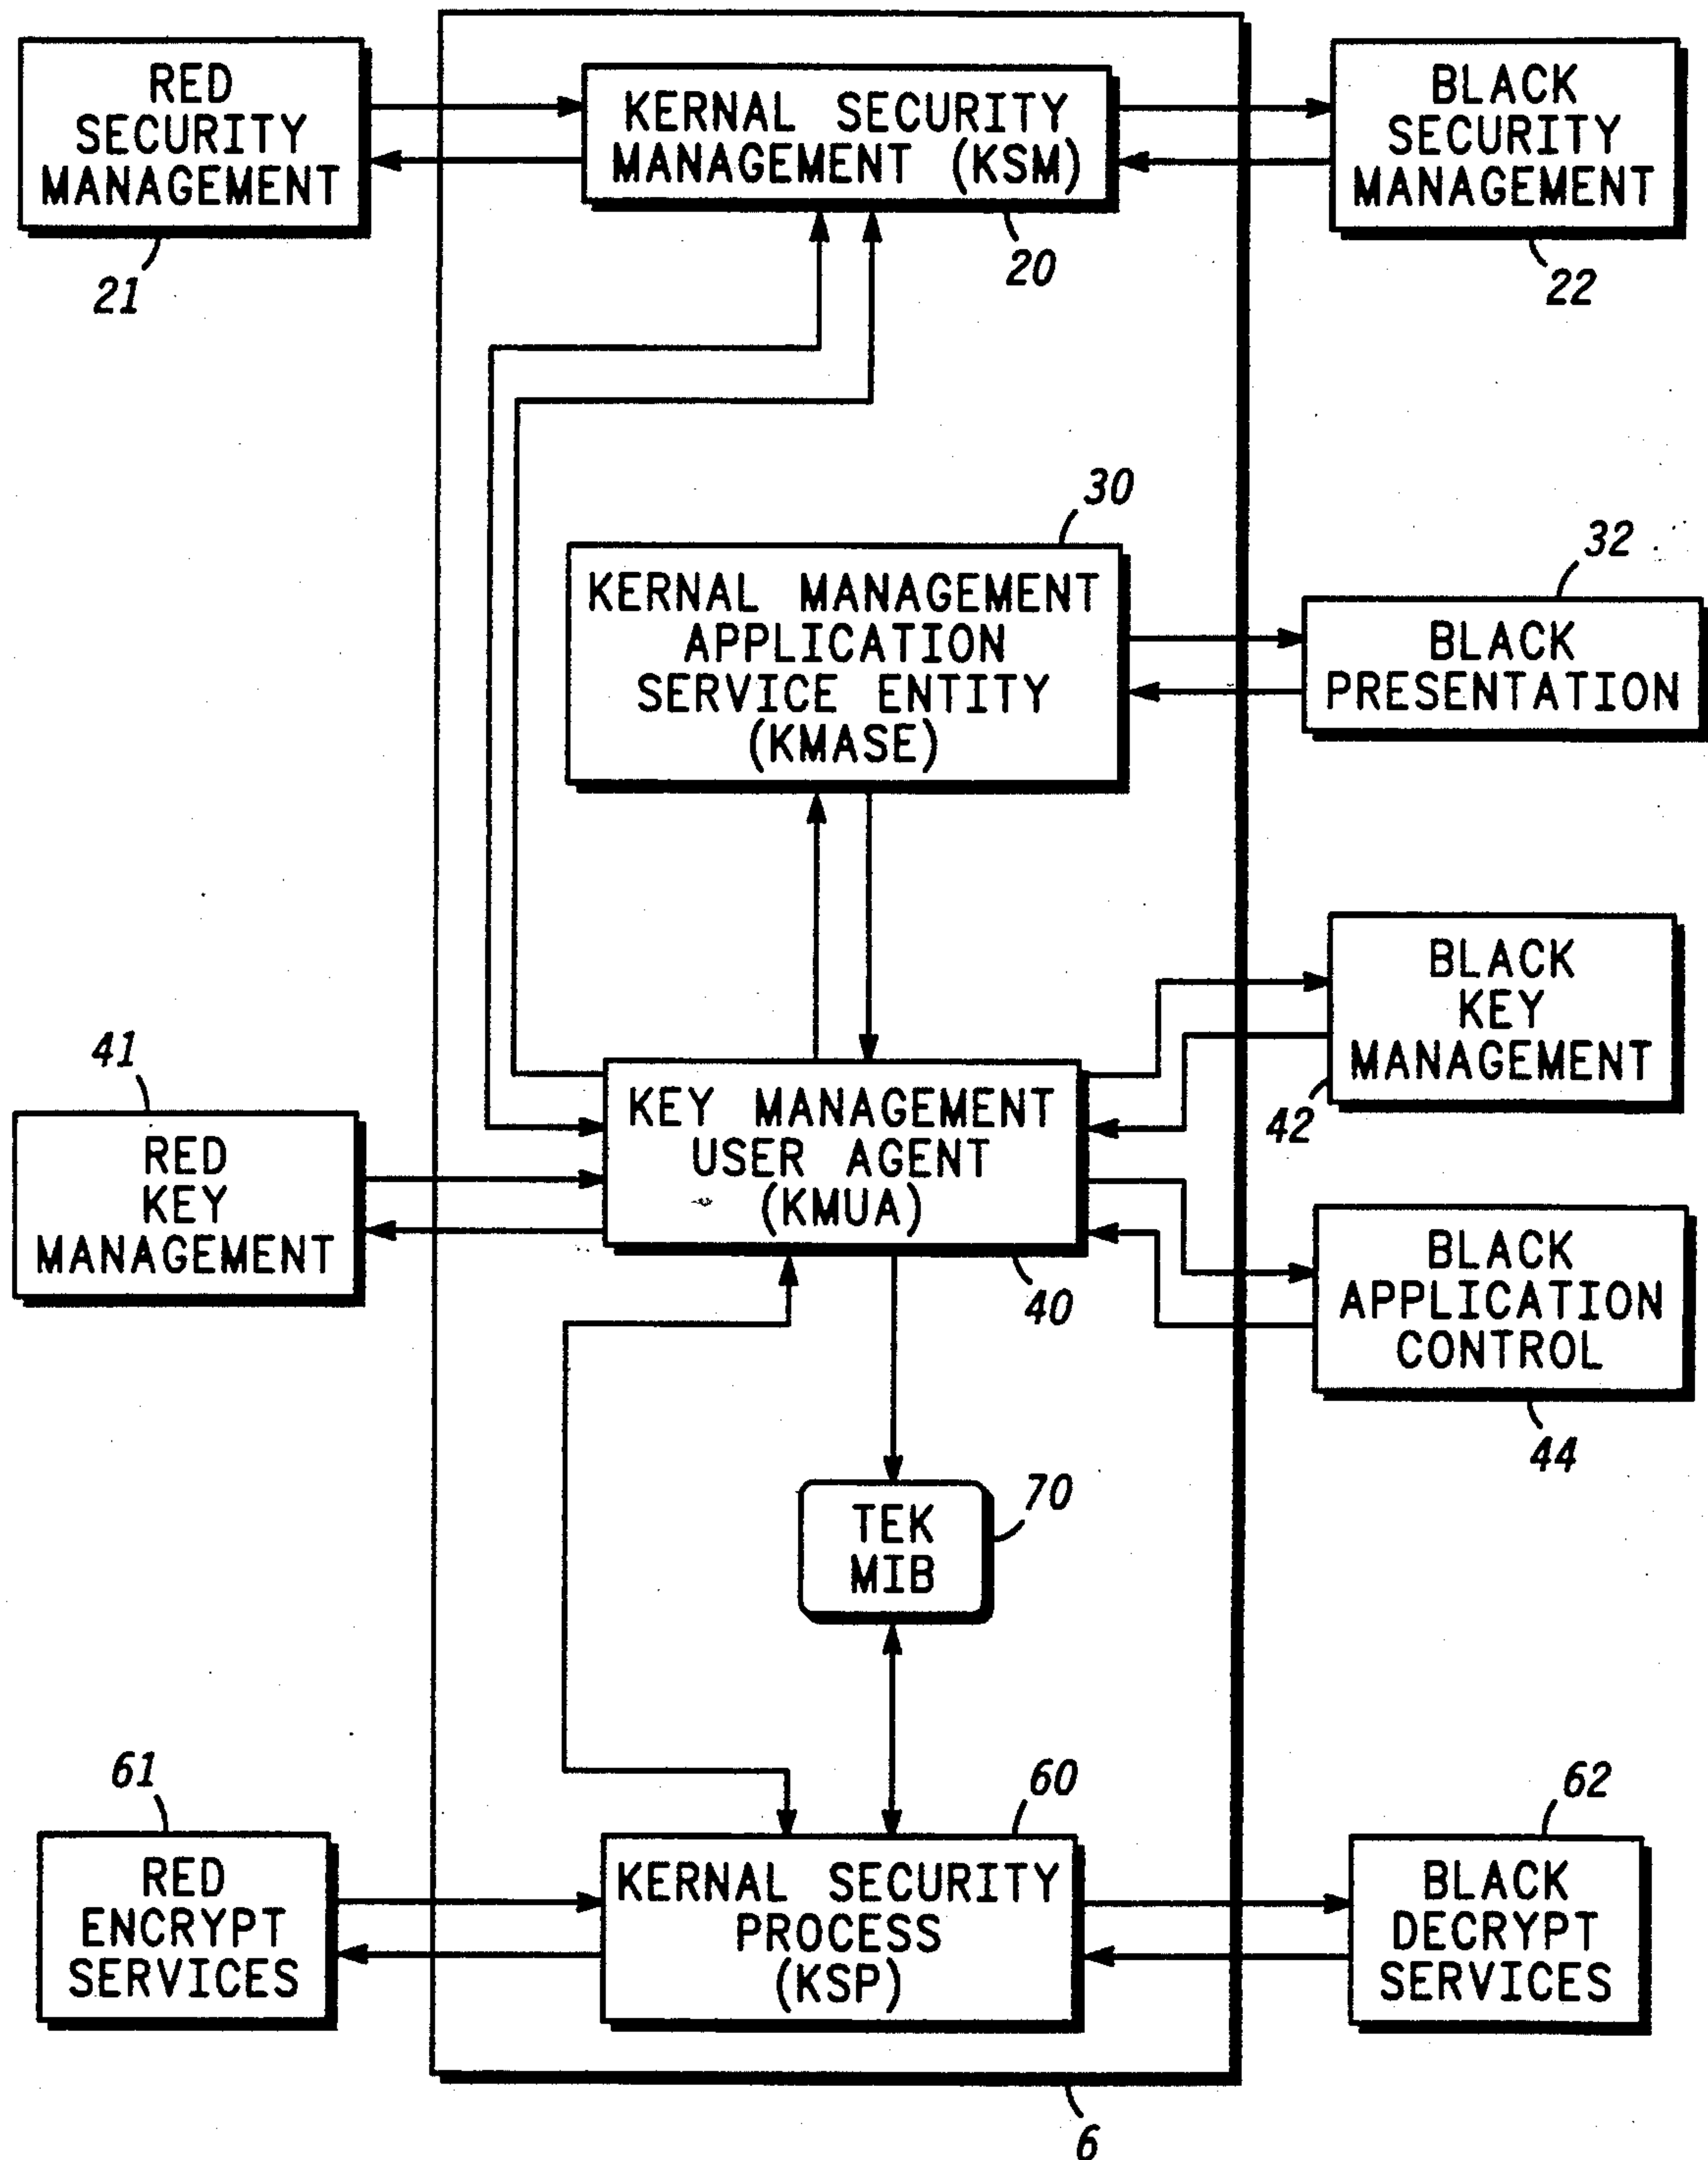 RED
SECURITY
MANAGEMENT
21
KERNAL SECURITY
MANAGEMENT (KSM)
20
BLACK
SECURITY
MANAGEMENT
22
30
KERNAL MANAGEMENT
APPLICATION
SERVICE ENTITY
(KMASE)
32
BLACK
PRESENTATION
BLACK
KEY
MANAGEMENT
42
41
RED
KEY
MANAGEMENT
KEY MANAGEMENT
USER AGENT
(KMUA)
40
BLACK
APPLICATION
CONTROL
44
TEK
MIB
70
61
RED
ENCRYPT
SERVICES
60
KERNAL SECURITY
PROCESS
(KSP)
62
BLACK
DECRYPT
SERVICES
6